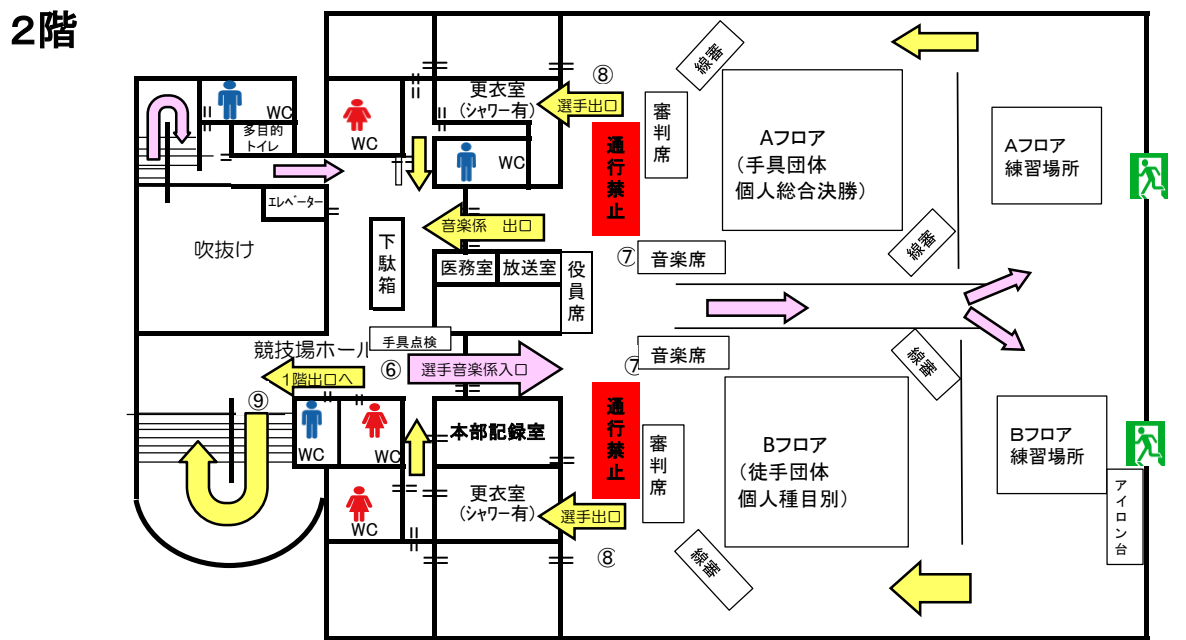 2階
WC
多目的
トイレ
WC
更衣室
(シャワー有)
⑧
選手出口
WC
通行禁止
審判席
線審
Aフロア
(手具団体
個人総合決勝)
Aフロア
練習場所
エレベーター
吹抜け
下駄箱
音楽係 出口
医務室
放送室
役員席
⑦
音楽席
線審
手具点検
競技場ホール
⑥
選手音楽係入口
⑦
音楽席
線審
1階出口へ
⑨
WC
WC
本部記録室
通行禁止
審判席
Bフロア
(徒手団体
個人種目別)
Bフロア
練習場所
アイロン台
WC
更衣室
(シャワー有)
選手出口
⑧
線審